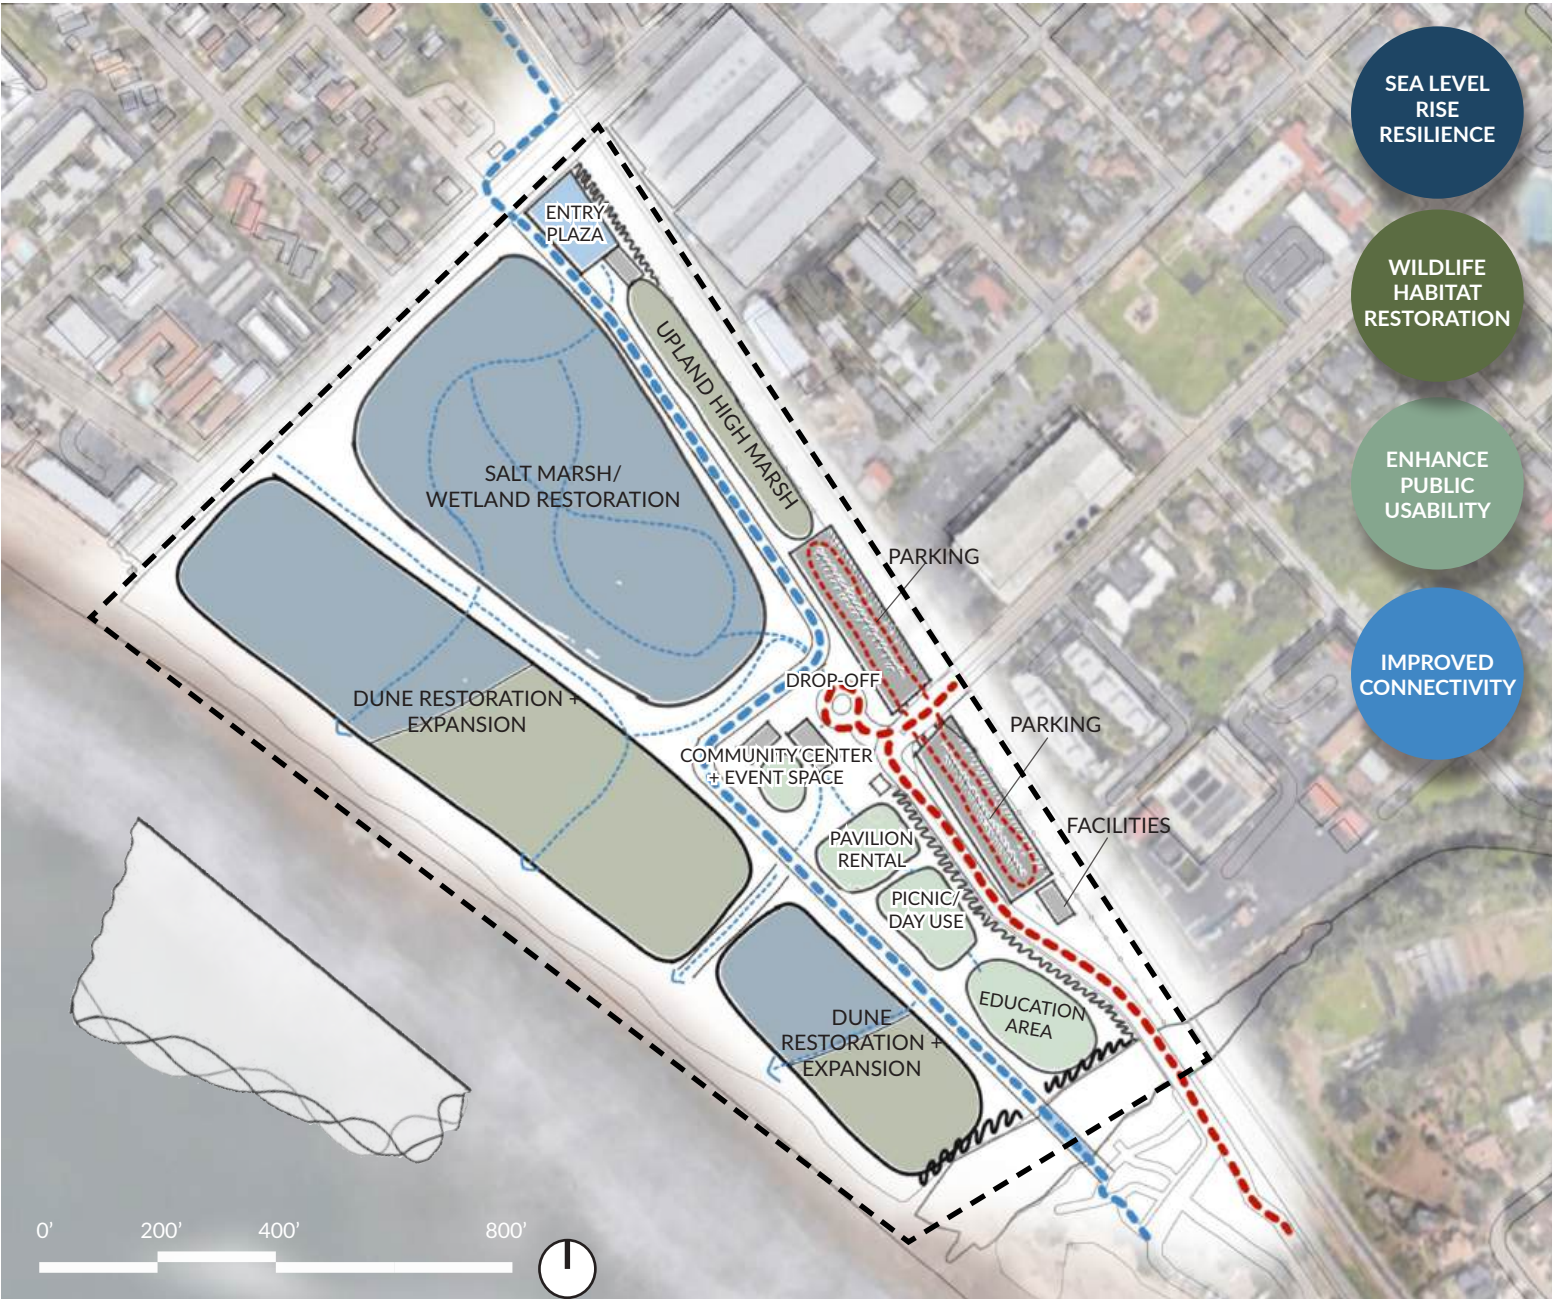 SEA LEVEL
RISE
RESILIENCE
WILDLIFE
HABITAT
RESTORATION
ENHANCE
PUBLIC
USABILITY
IMPROVED
CONNECTIVITY
ENTRY
PLAZA
UPLAND HIGH MARSH
SALT MARSH/
WETLAND RESTORATION
PARKING
DROP-OFF
DUNE RESTORATION +
EXPANSION
PARKING
COMMUNITY CENTER
+ EVENT SPACE
FACILITIES
PAVILION
RENTAL
PICNIC/
DAY USE
EDUCATION
AREA
DUNE
RESTORATION +
EXPANSION
0' 200' 400' 800'